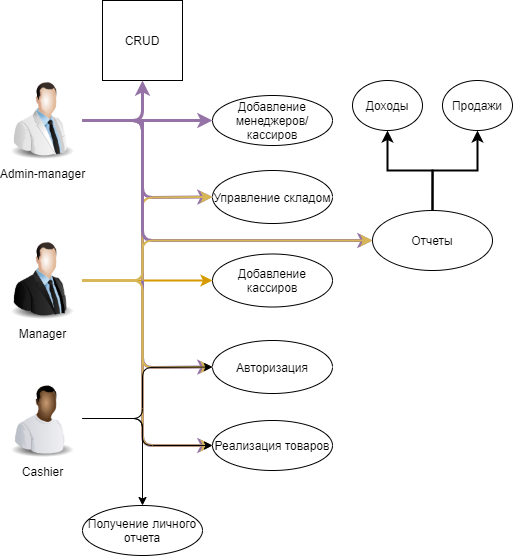 CRUD
Добавление
менеджеров/
кассиров
Доходы
Продажи
Admin-manager
Управление складом
Отчеты
Добавление
кассиров
Manager
Авторизация
Реализация товаров
Cashier
Получение личного
отчета